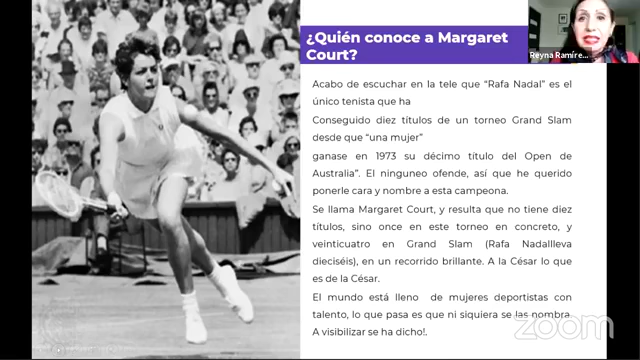 ¿Quién conoce a Margaret
Court?
Reyna Ramíre...
Acabo de escuchar en la tele que “Rafa Nadal” es el
único tenista que ha
Conseguido diez títulos de un torneo Grand Slam
desde que “una mujer”
ganase en 1973 su décimo título del Open de
Australia”. El ninguneo ofende, así que he querido
ponerle cara y nombre a esta campeona.
Se llama Margaret Court, y resulta que no tiene diez
títulos, sino once en este torneo en concreto, y
veinticuatro en Grand Slam (Rafa Nadallleva
dieciséis), en un recorrido brillante. A la César lo que
es de la César.
El mundo está lleno de mujeres deportistas con
talento, lo que pasa es que ni siquiera se las nombra.
A visibilizar se ha dicho!.
zoom